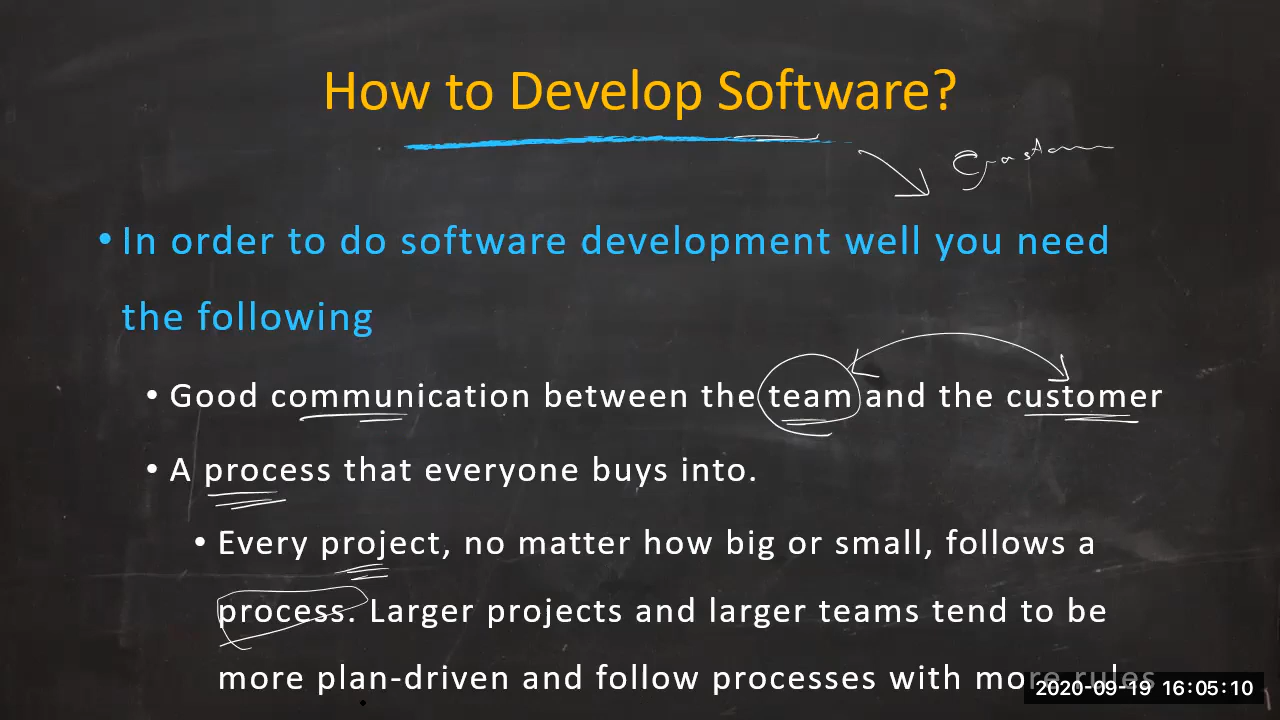 How to Develop Software?
• In order to do software development well you need
the following
• Good communication between the team and the customer
• A process that everyone buys into.
• Every project, no matter how big or small, follows a
process. Larger projects and larger teams tend to be
more plan-driven and follow processes with more rules
2020-09-19 16:05:10